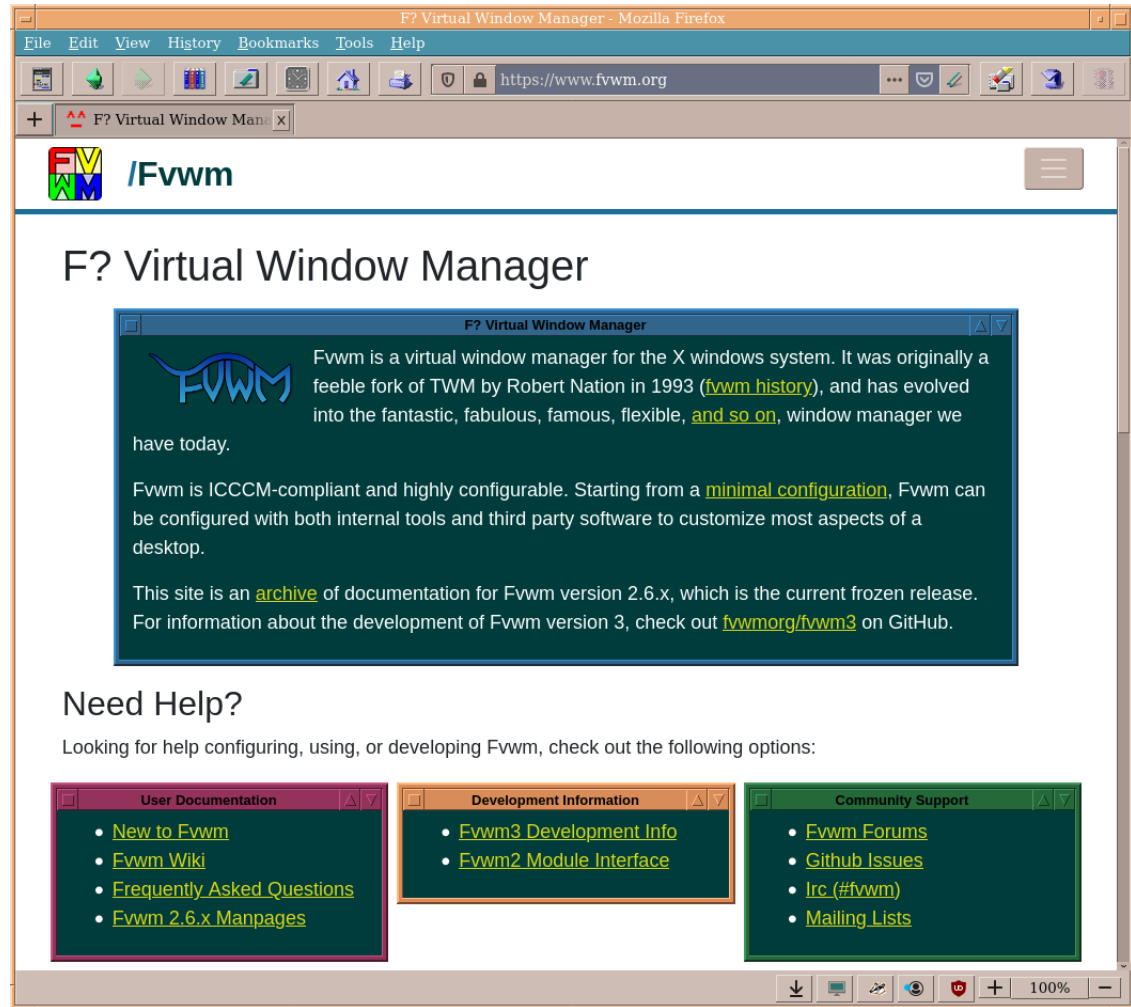 F? Virtual Window Manager - Mozilla Firefox
File Edit View History Bookmarks Tools Help
https://www.fvwm.org
F? Virtual Window Mana
FVWM
/Fvwm
F? Virtual Window Manager
F? Virtual Window Manager
FVWM
Fvwm is a virtual window manager for the X windows system. It was originally a
feeble fork of TWM by Robert Nation in 1993 (fvwm history), and has evolved
into the fantastic, fabulous, famous, flexible, and so on, window manager we
have today.
Fvwm is ICCCM-compliant and highly configurable. Starting from a minimal configuration, Fvwm can
be configured with both internal tools and third party software to customize most aspects of a
desktop.
This site is an archive of documentation for Fvwm version 2.6.x, which is the current frozen release.
For information about the development of Fvwm version 3, check out fvwmorg/fvwm3 on GitHub.
Need Help?
Looking for help configuring, using, or developing Fvwm, check out the following options:
User Documentation
New to Fvwm
Fvwm Wiki
Frequently Asked Questions
Fvwm 2.6.x Manpages
Development Information
Fvwm3 Development Info
Fvwm2 Module Interface
Community Support
Fvwm Forums
Github Issues
Irc (#fvwm)
Mailing Lists
100%